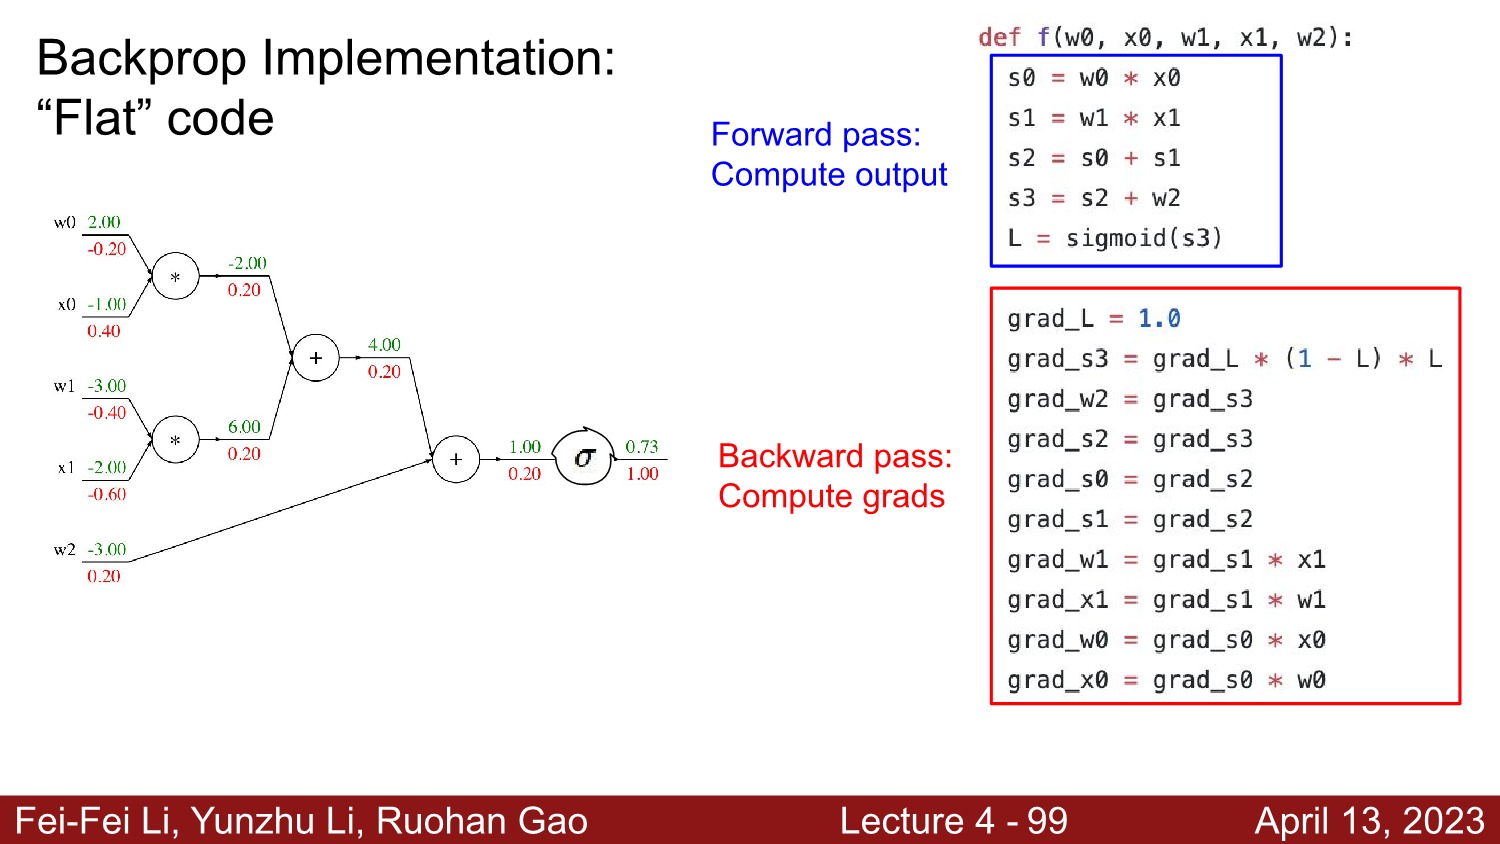 Backprop Implementation:
“Flat” code
Forward pass:
Compute output
def f(w0, x0, w1, x1, w2):
s0 = w0 * x0
s1 = w1 * x1
s2 = s0 + s1
s3 = s2 + w2
L = sigmoid(s3)
w0 2.00
-0.20
*
-2.00
0.20
x0 -1.00
0.40
+
4.00
0.20
w1 -3.00
-0.40
*
6.00
0.20
x1 -2.00
-0.60
+
1.00
0.20
σ
0.73
1.00
w2 -3.00
0.20
Backward pass:
Compute grads
grad_L = 1.0
grad_s3 = grad_L * (1 - L) * L
grad_w2 = grad_s3
grad_s2 = grad_s3
grad_s0 = grad_s2
grad_s1 = grad_s2
grad_w1 = grad_s1 * x1
grad_x1 = grad_s1 * w1
grad_w0 = grad_s0 * x0
grad_x0 = grad_s0 * w0
Fei-Fei Li, Yunzhu Li, Ruohan Gao
Lecture 4 - 99
April 13, 2023